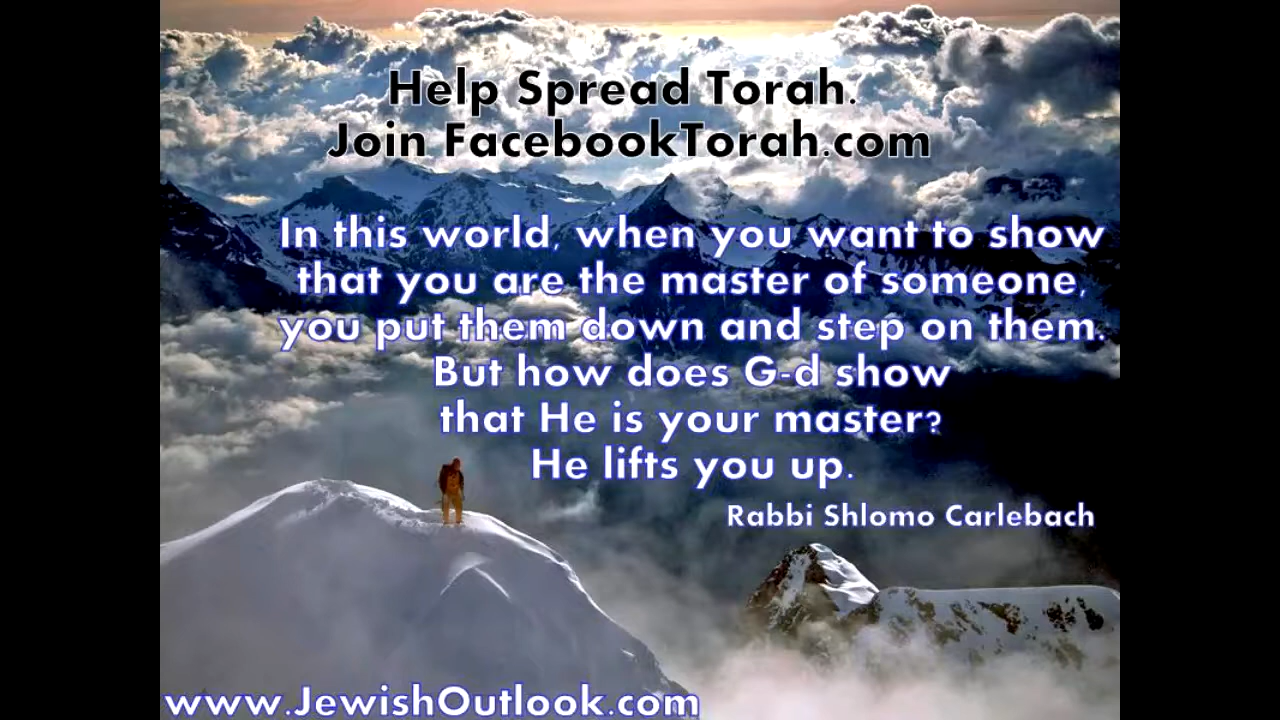 Help Spread Torah.
Join FacebookTorah.com
In this world, when you want to show
that you are the master of someone,
you put them down and step on them.
But how does G-d show
that He is your master?
He lifts you up.
Rabbi Shlomo Carlebach
www.JewishOutlook.com